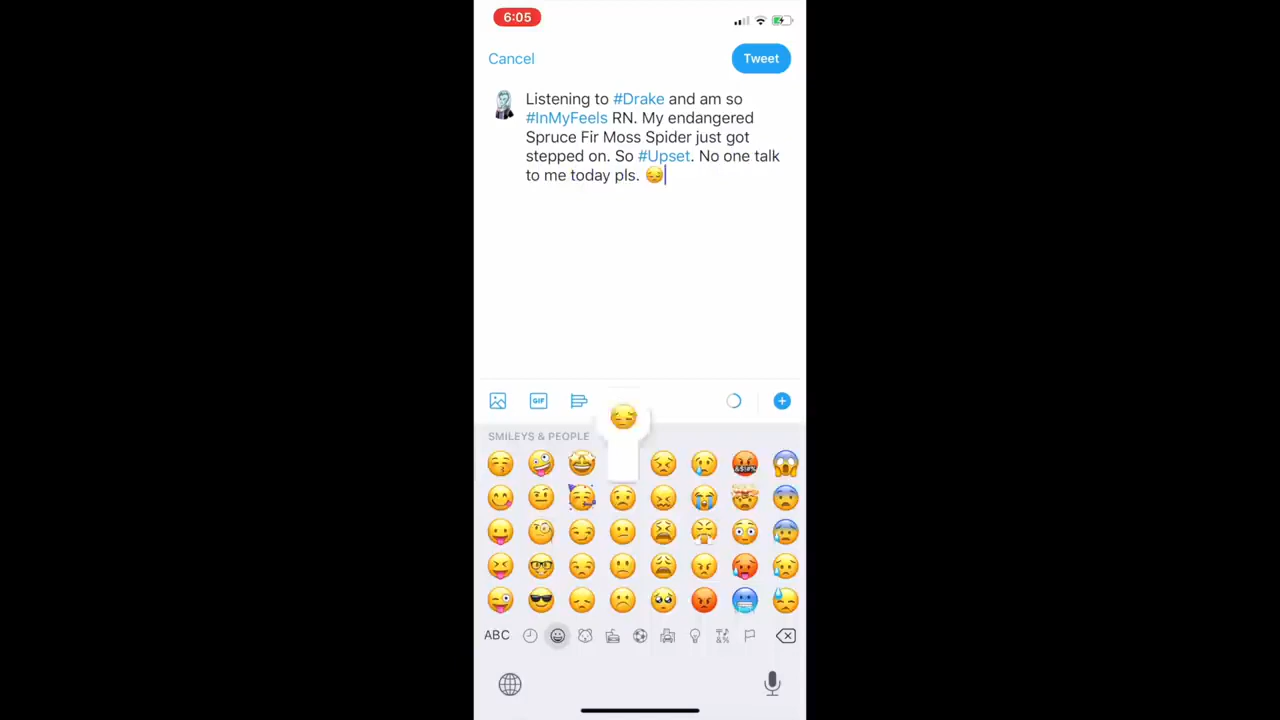 6:05
Cancel
Tweet
Listening to #Drake and am so
#InMyFeels RN. My endangered
Spruce Fir Moss Spider just got
stepped on. So #Upset. No one talk
to me today pls. 😔
GIF
SMILEYS & PEOPLE
ABC